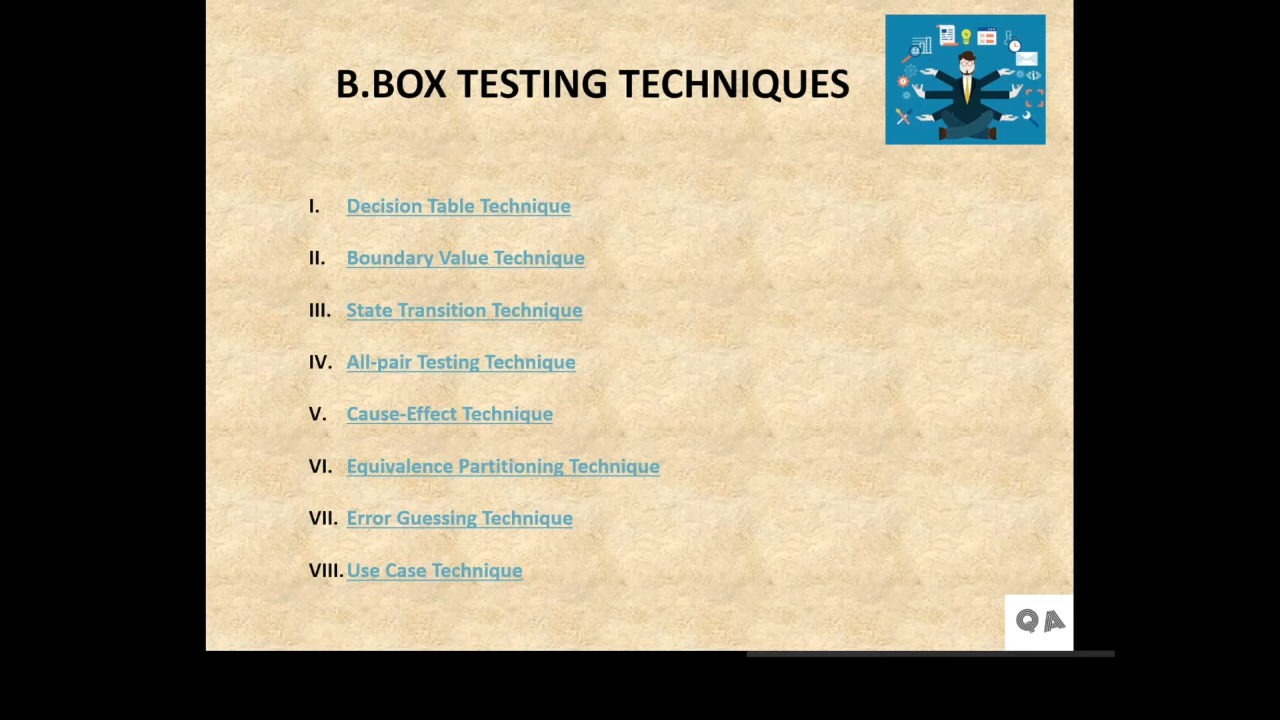 B.BOX TESTING TECHNIQUES
I. Decision Table Technique
II. Boundary Value Technique
III. State Transition Technique
IV. All-pair Testing Technique
V. Cause-Effect Technique
VI. Equivalence Partitioning Technique
VII. Error Guessing Technique
VIII. Use Case Technique
QA